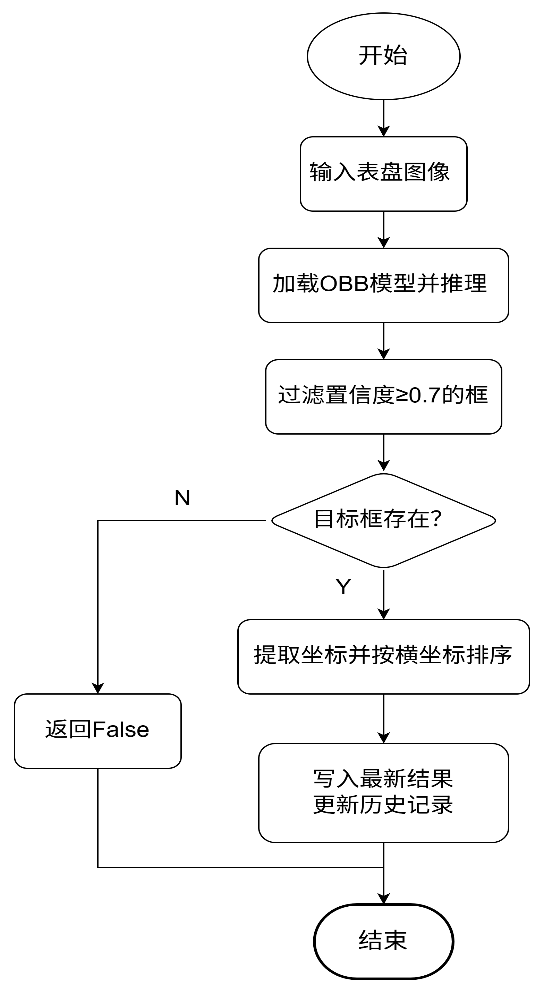 开始
输入表盘图像
加载OBB模型并推理
过滤置信度≥0.7的框
目标框存在？
N
Y
提取坐标并按横坐标排序
返回False
写入最新结果
更新历史记录
结束